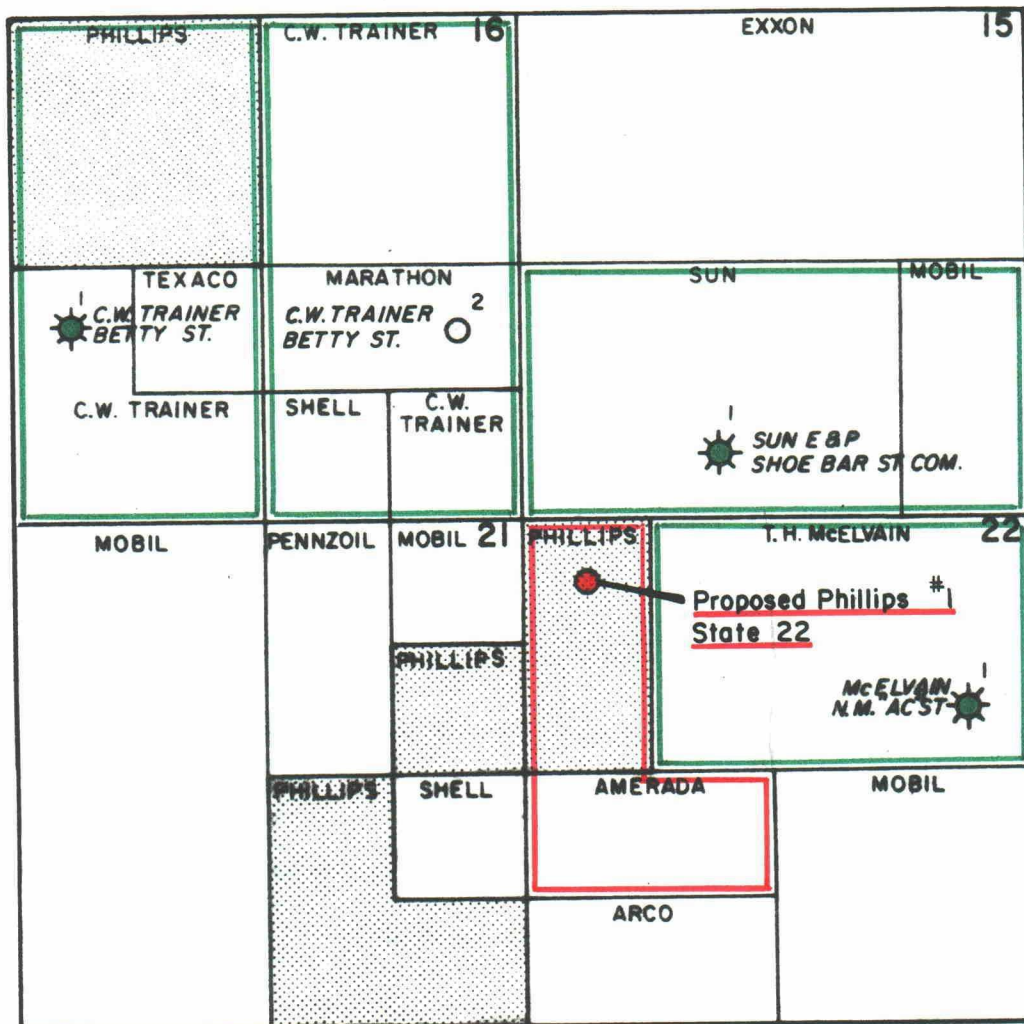 PHILLIPS
C.W. TRAINER 16
EXXON 15
TEXACO
MARATHON
SUN
MOBIL
1
C.W. TRAINER
BETTY ST.
C.W. TRAINER
BETTY ST.
2
C.W. TRAINER
SHELL
C.W.
TRAINER
1
SUN E&P
SHOE BAR ST COM.
MOBIL
PENNZOIL
MOBIL 21
PHILLIPS
T.H. McELVAIN 22
Proposed Phillips #1
State 22
PHILLIPS
1
McELVAIN
N.M. "AC" ST
PHILLIPS
SHELL
AMERADA
MOBIL
ARCO